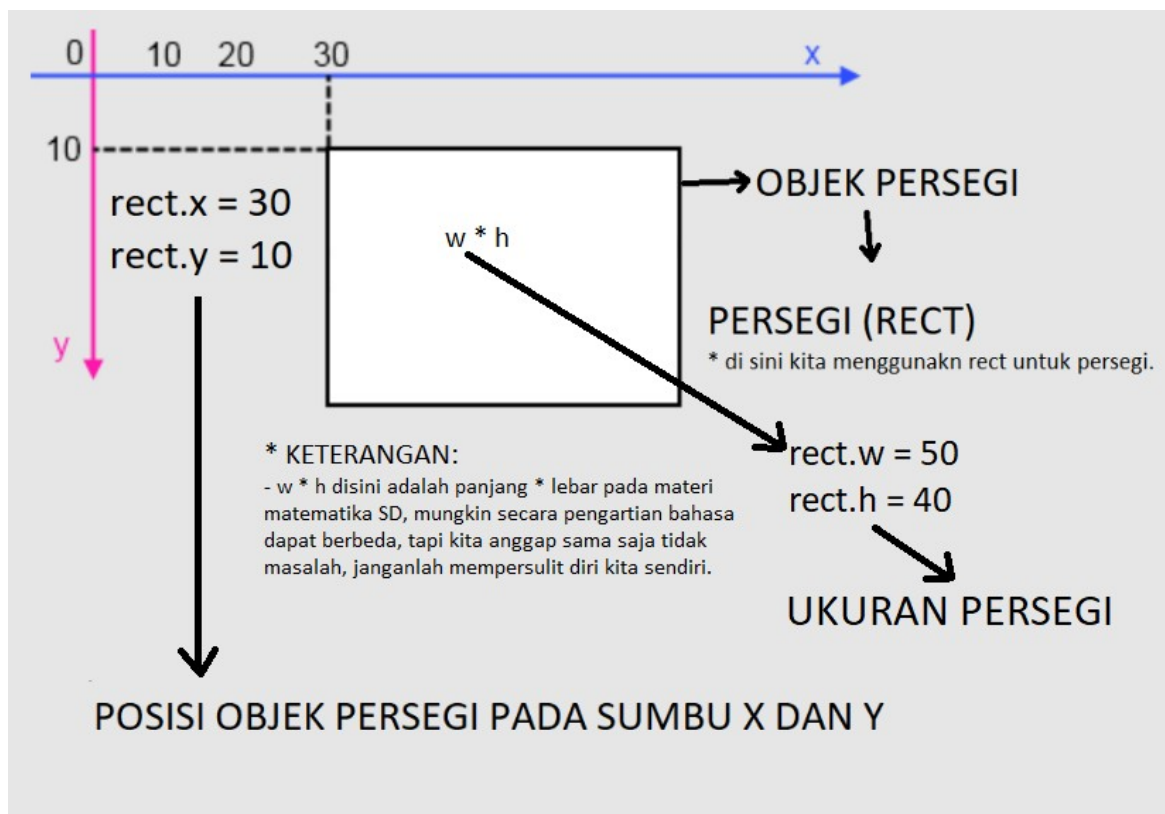 0 10 20 30 x
10
rect.x = 30
rect.y = 10
y
w * h
OBJEK PERSEGI
PERSEGI (RECT)
* di sini kita menggunakn rect untuk persegi.
rect.w = 50
rect.h = 40
UKURAN PERSEGI
* KETERANGAN:
- w * h disini adalah panjang * lebar pada materi
matematika SD, mungkin secara pengartian bahasa
dapat berbeda, tapi kita anggap sama saja tidak
masalah, janganlah mempersulit diri kita sendiri.
POSISI OBJEK PERSEGI PADA SUMBU X DAN Y